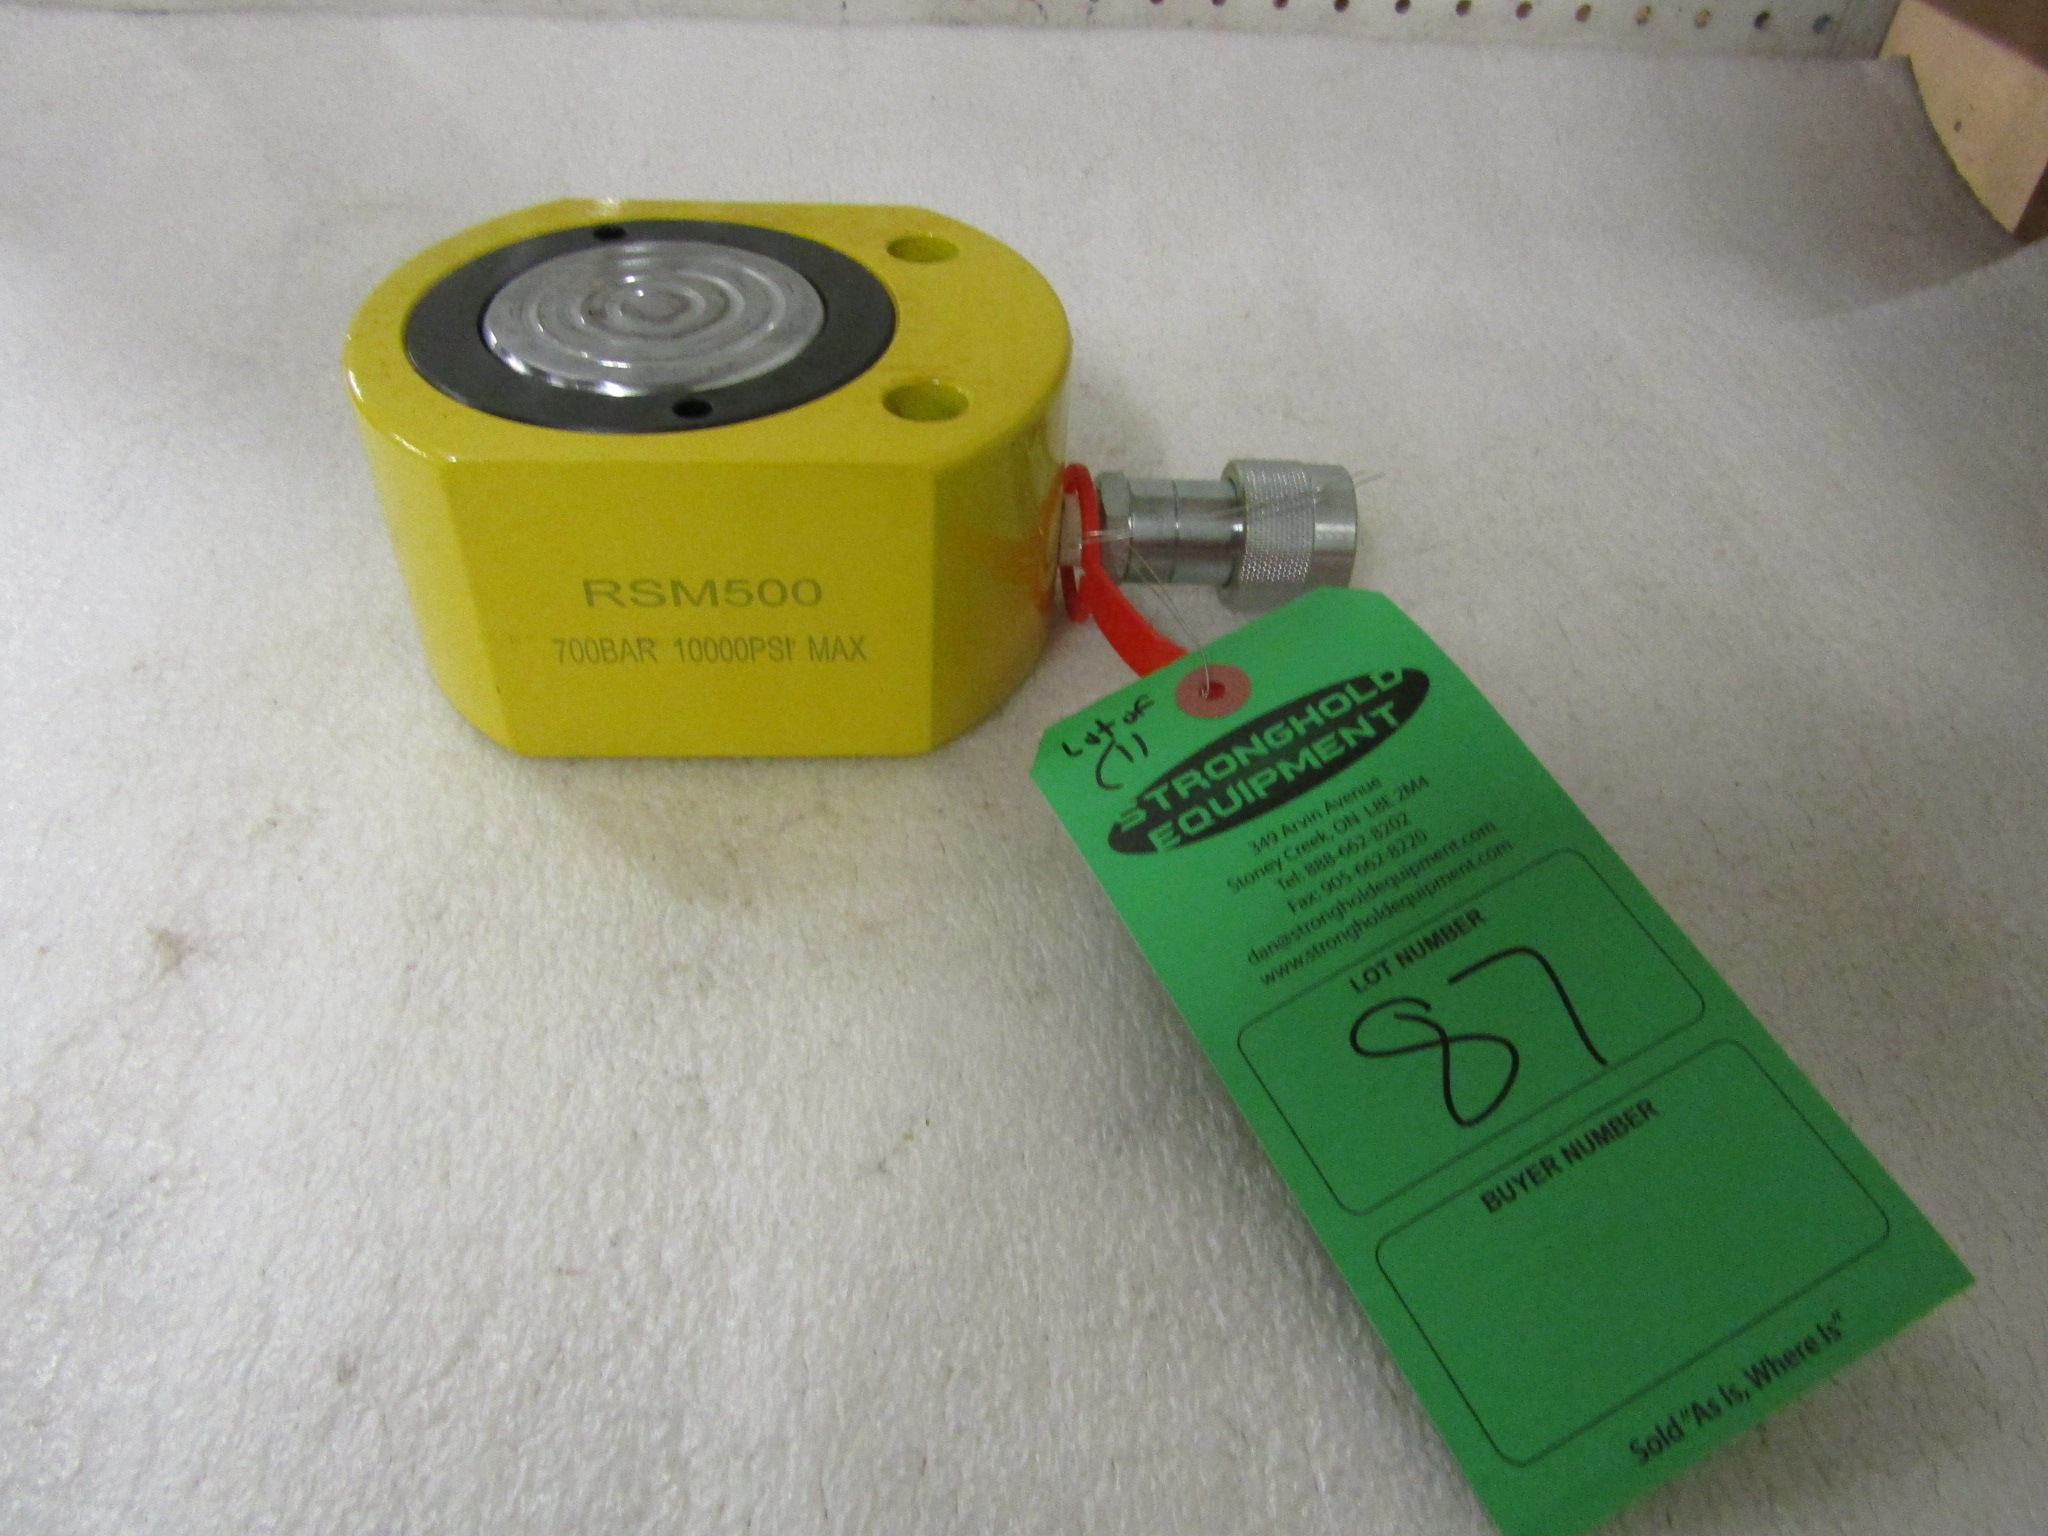 RSM500
700BAR 10000PSI MAX
Lot of
(1)
STRONGHOLD
EQUIPMENT
349 Arvin Avenue
Stoney Creek, ON L8E 2M4
Tel: 888-662-8202
Fax: 905-662-8220
dan@strongholdequipment.com
www.strongholdequipment.com
LOT NUMBER
87
BUYER NUMBER
Sold "As Is, Where Is"